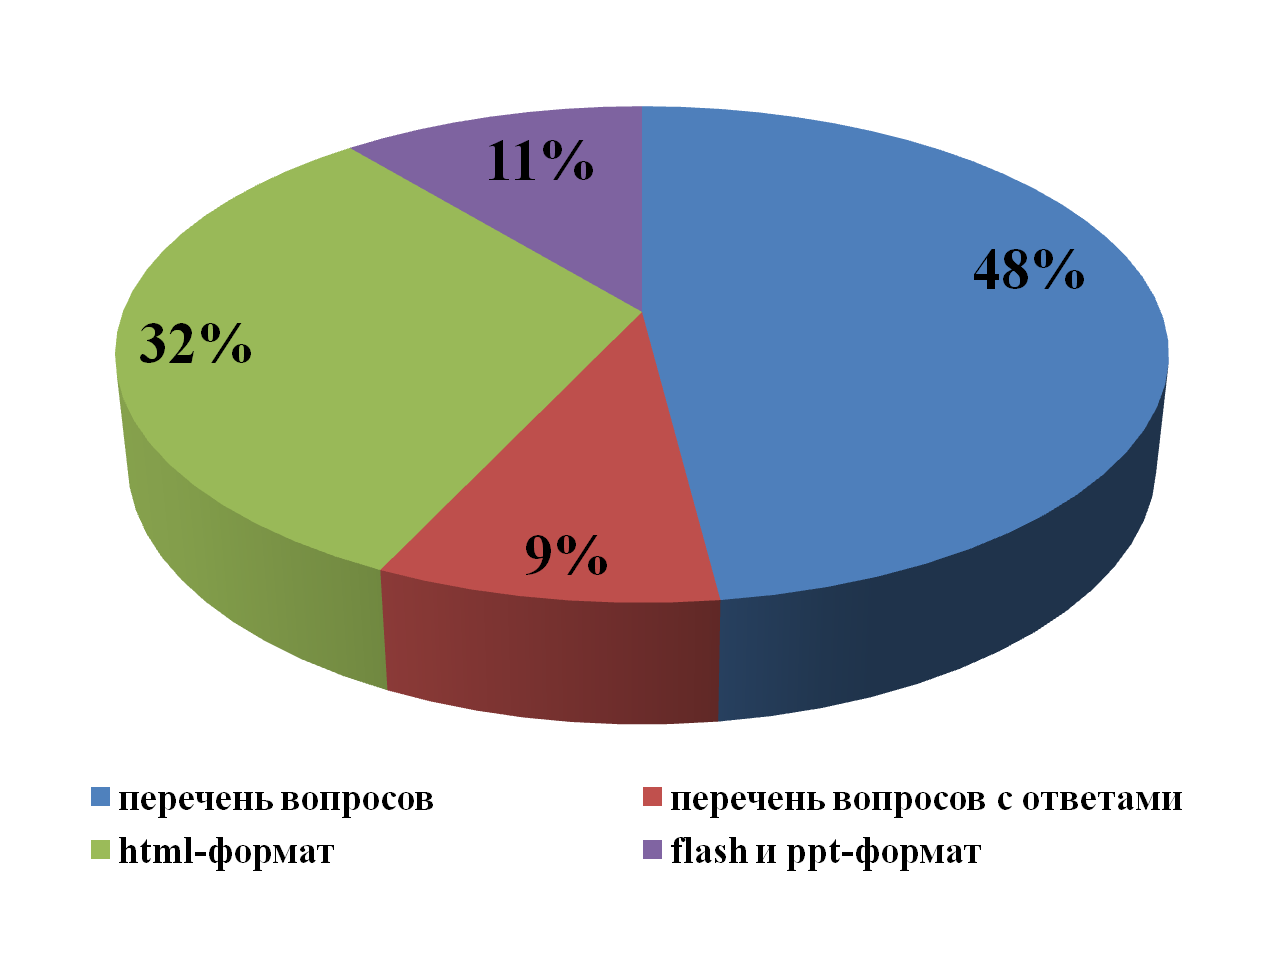 11%
48%
32%
9%
перечень вопросов
перечень вопросов с ответами
html-формат
flash и ppt-формат